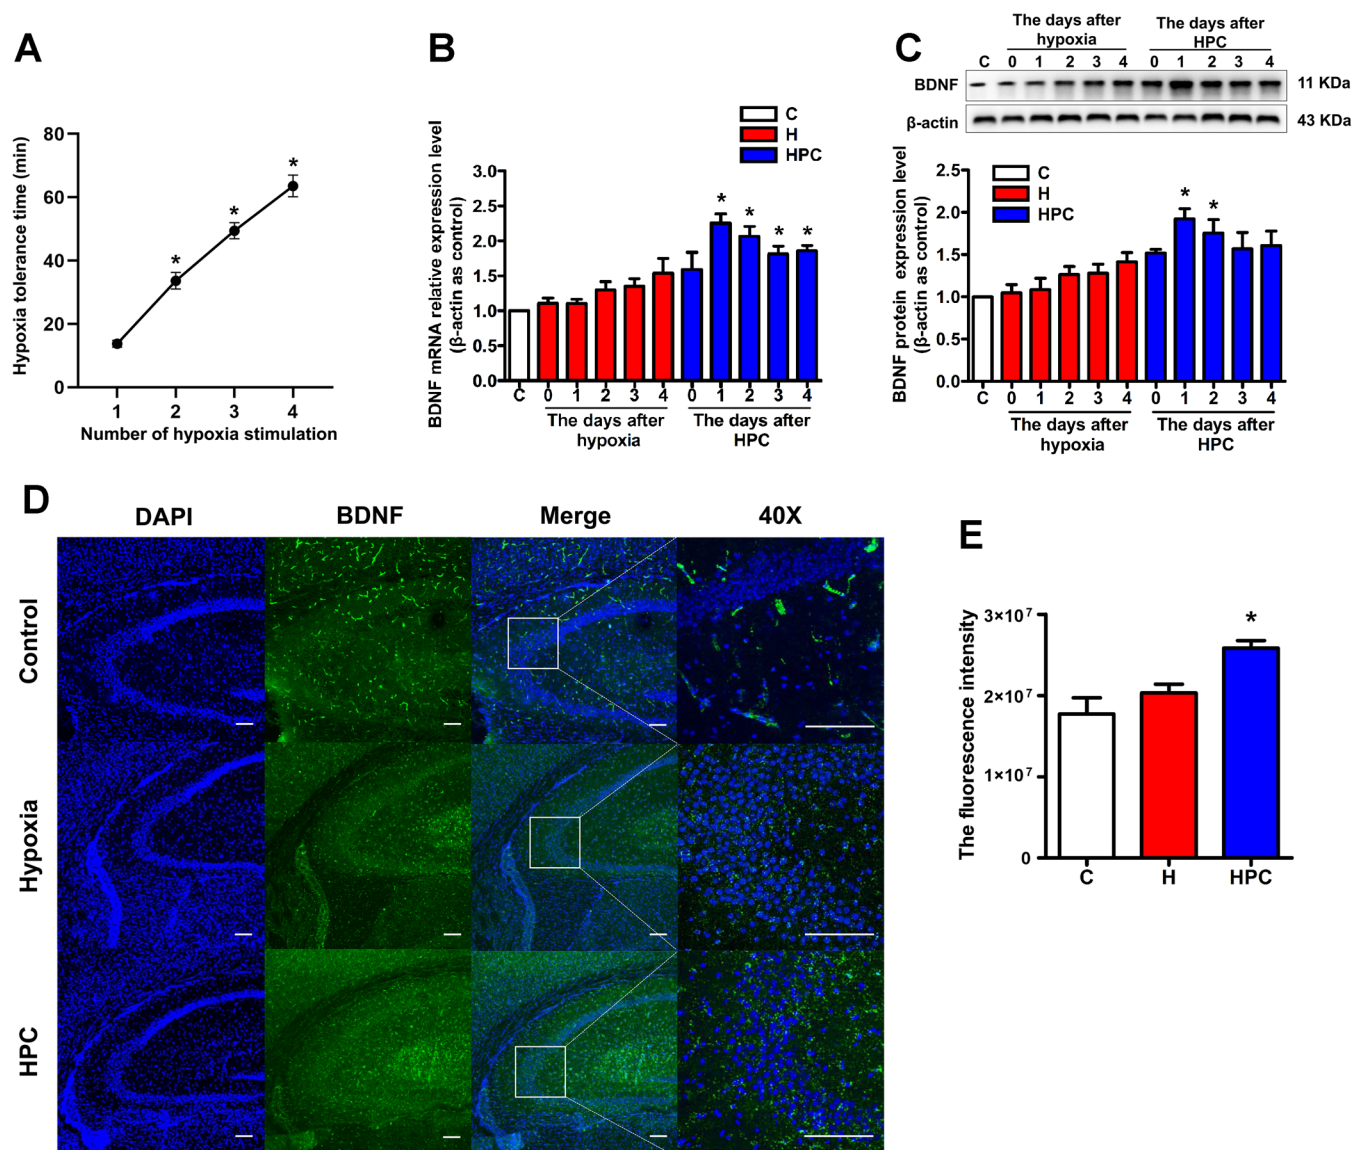 A
Hypoxia tolerance time (min)
80
60
40
20
0
*
*
*
1 2 3 4
Number of hypoxia stimulation
B
C
H
HPC
BDNF mRNA relative expression level
(β-actin as control)
3.0
2.5
2.0
1.5
1.0
0.5
0.0
* * * *
C 0 1 2 3 4 0 1 2 3 4
The days after
hypoxia
The days after
HPC
C
The days after
hypoxia
The days after
HPC
C 0 1 2 3 4 0 1 2 3 4
BDNF 11 KDa
β-actin 43 KDa
C
H
HPC
BDNF protein expression level
(β-actin as control)
2.5
2.0
1.5
1.0
0.5
0.0
* *
C 0 1 2 3 4 0 1 2 3 4
The days after
hypoxia
The days after
HPC
D
DAPI BDNF Merge 40X
Control
Hypoxia
HPC
E
The fluorescence intensity
3×10⁷
2×10⁷
1×10⁷
0
*
C H HPC